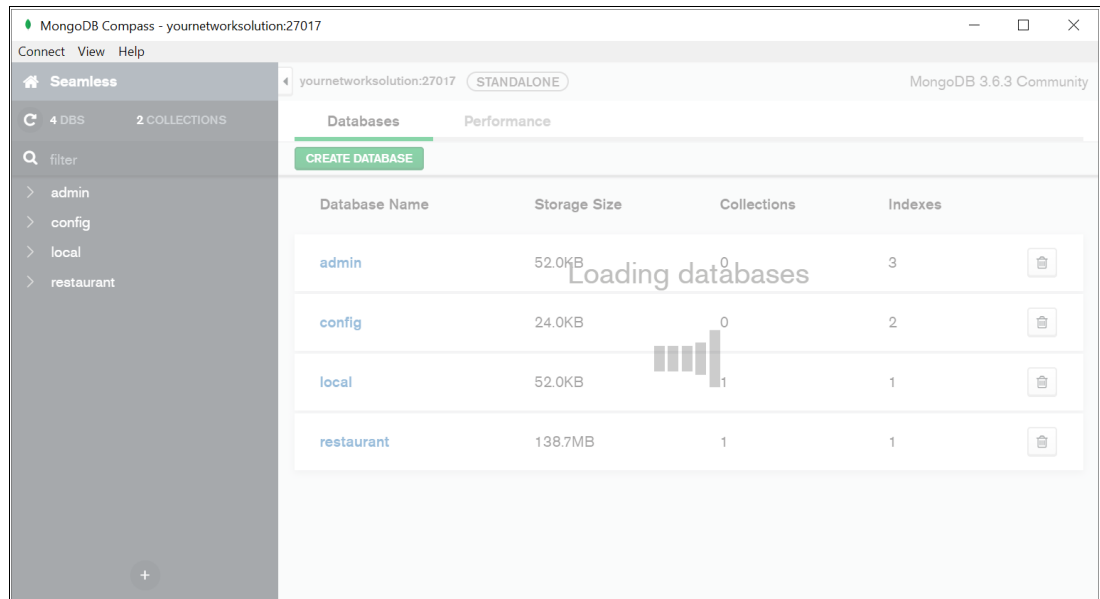 MongoDB Compass - yournetworksolution:27017
Connect View Help
Seamless
yournetworksolution:27017 STANDALONE MongoDB 3.6.3 Community
4 DBS 2 COLLECTIONS
Databases Performance
filter
CREATE DATABASE
admin
config
local
restaurant
Database Name Storage Size Collections Indexes
admin 52.0KB 0 3
Loading databases
config 24.0KB 0 2
local 52.0KB 1 1
restaurant 138.7MB 1 1
+